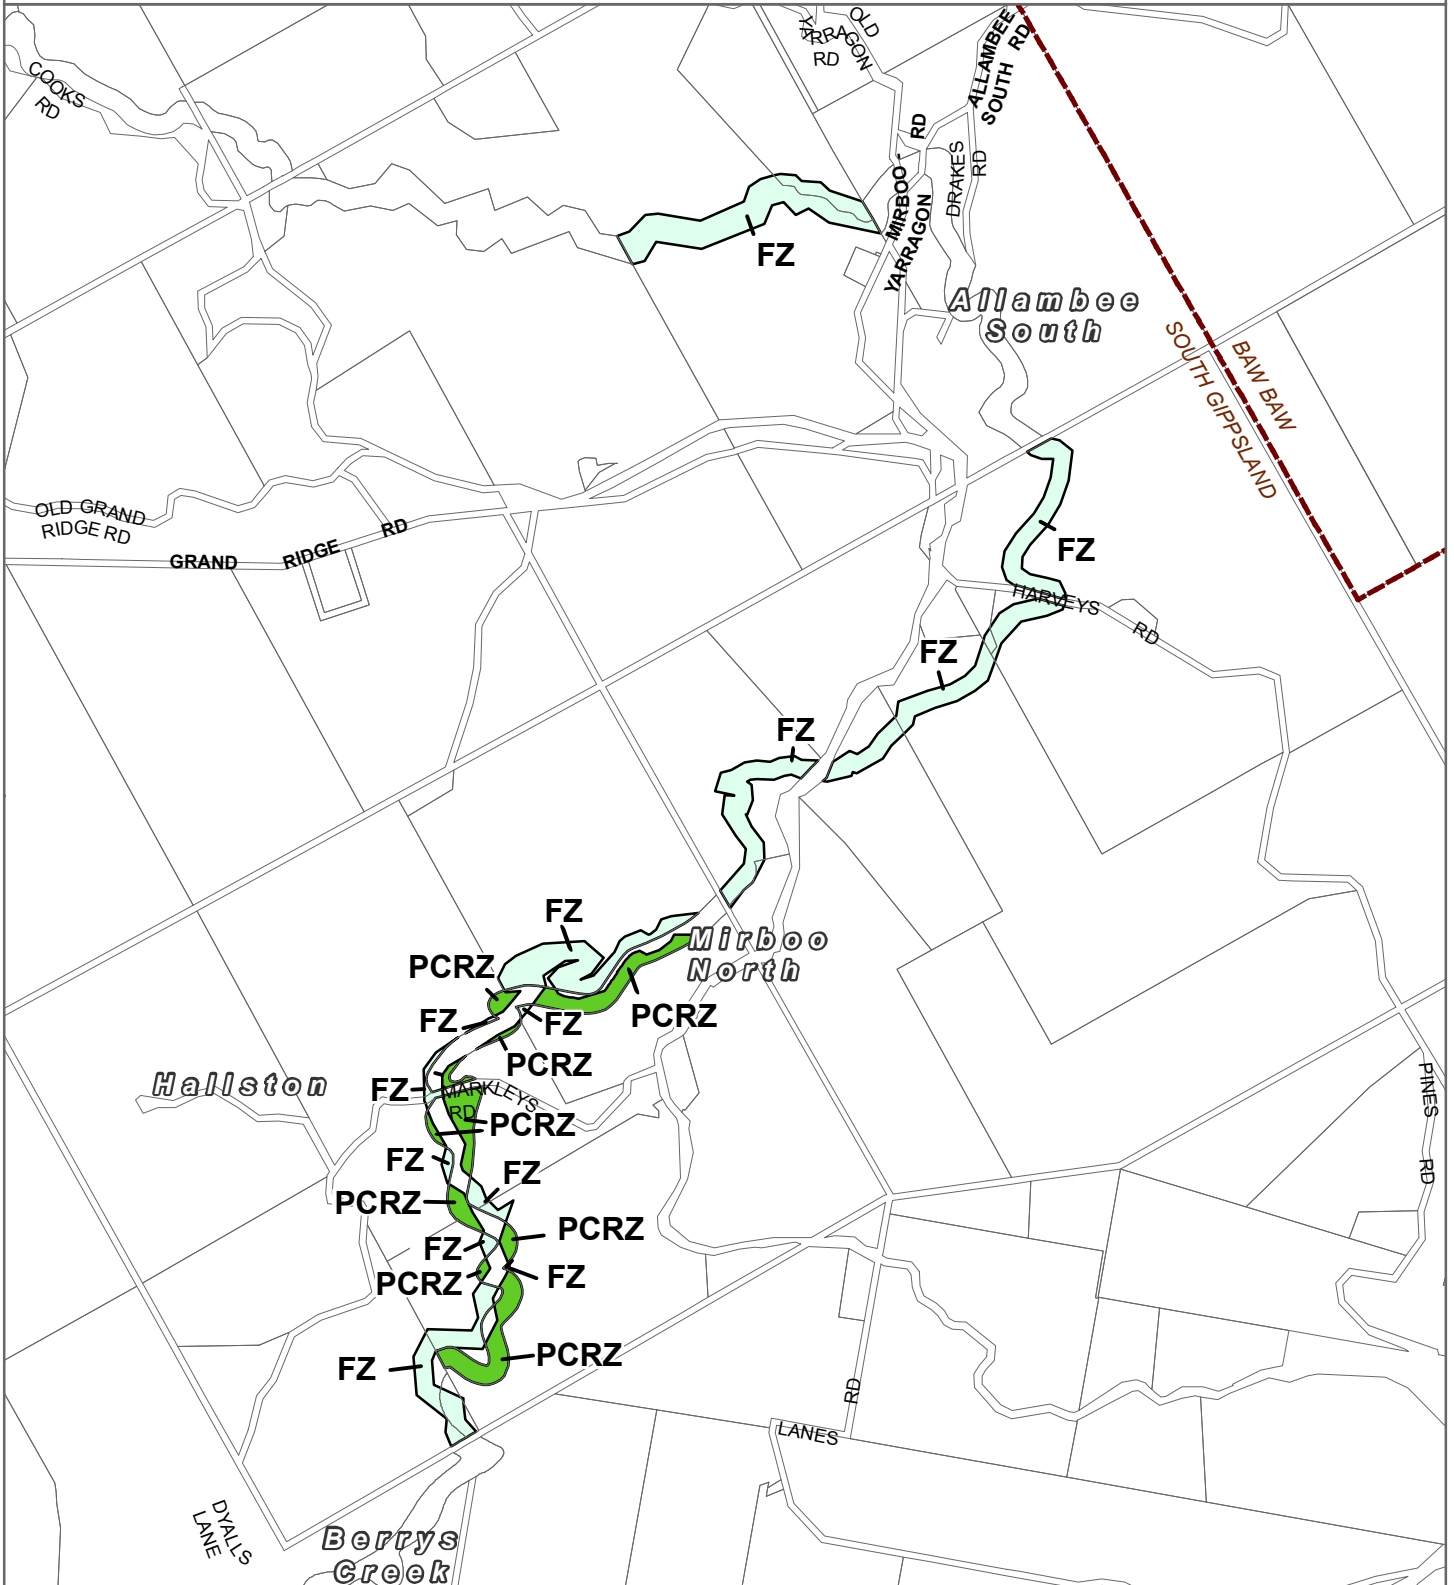 OLD
YARRAGON
YARRAGON
RD
ALLAMBEE
SOUTH RD
COOKS
RD
RD
MIRBOO -
YARRAGON
DRAKES
RD
FZ
Allambee
South
BAW BAW
SOUTH GIPPSLAND
OLD GRAND
RIDGE RD
GRAND RIDGE RD
FZ
HARVEYS RD
FZ
FZ
FZ
PCRZ
Mirboo
North
FZ
FZ
PCRZ
PCRZ
Hallston
FZ
MARKLEYS
RD
PCRZ
PINES
RD
FZ
FZ
PCRZ
PCRZ
FZ
PCRZ
FZ
FZ
PCRZ
RD
LANES
DYALLS
LANE
Berrys
Creek